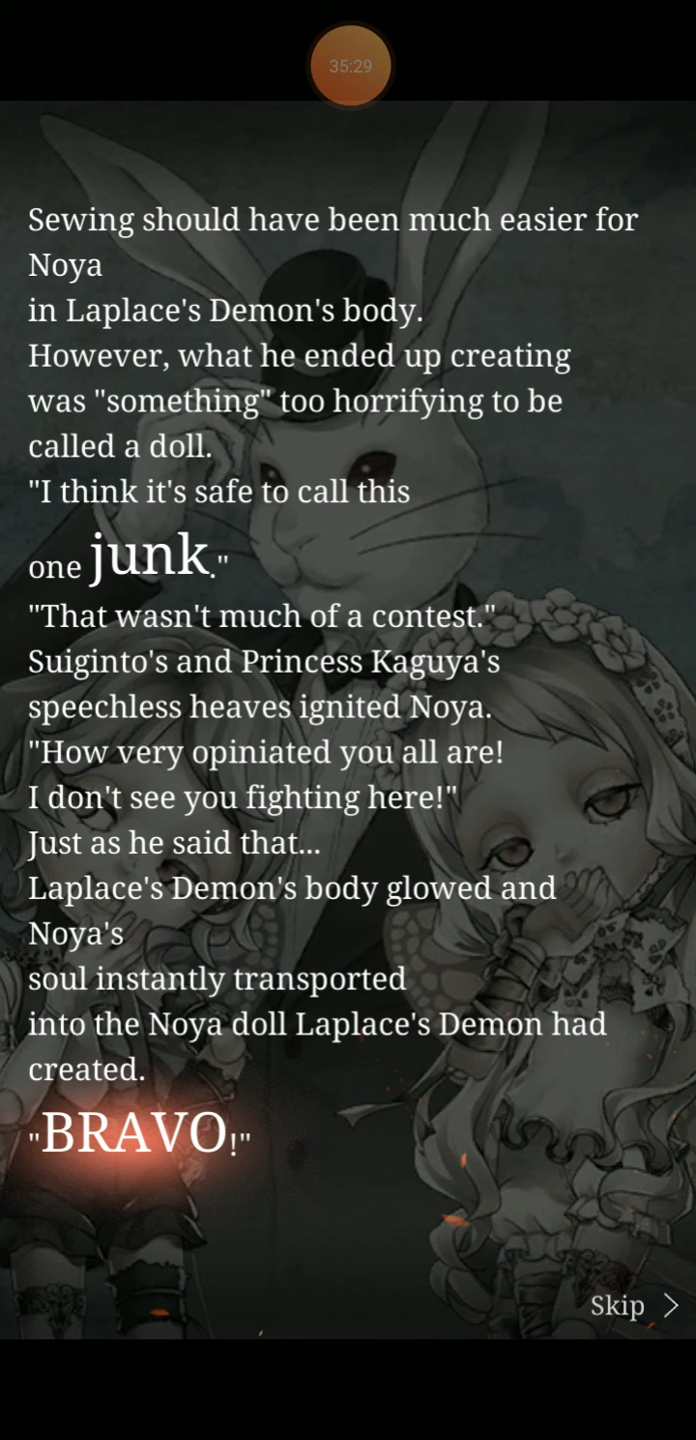 35:29
Sewing should have been much easier for
Noya
in Laplace's Demon's body.
However, what he ended up creating
was "something" too horrifying to be
called a doll.
"I think it's safe to call this
one junk."
"That wasn't much of a contest."
Suiginto's and Princess Kaguya's
speechless heaves ignited Noya.
"How very opiniated you all are!
I don't see you fighting here!"
Just as he said that...
Laplace's Demon's body glowed and
Noya's
soul instantly transported
into the Noya doll Laplace's Demon had
created.
"BRAVO!"
Skip